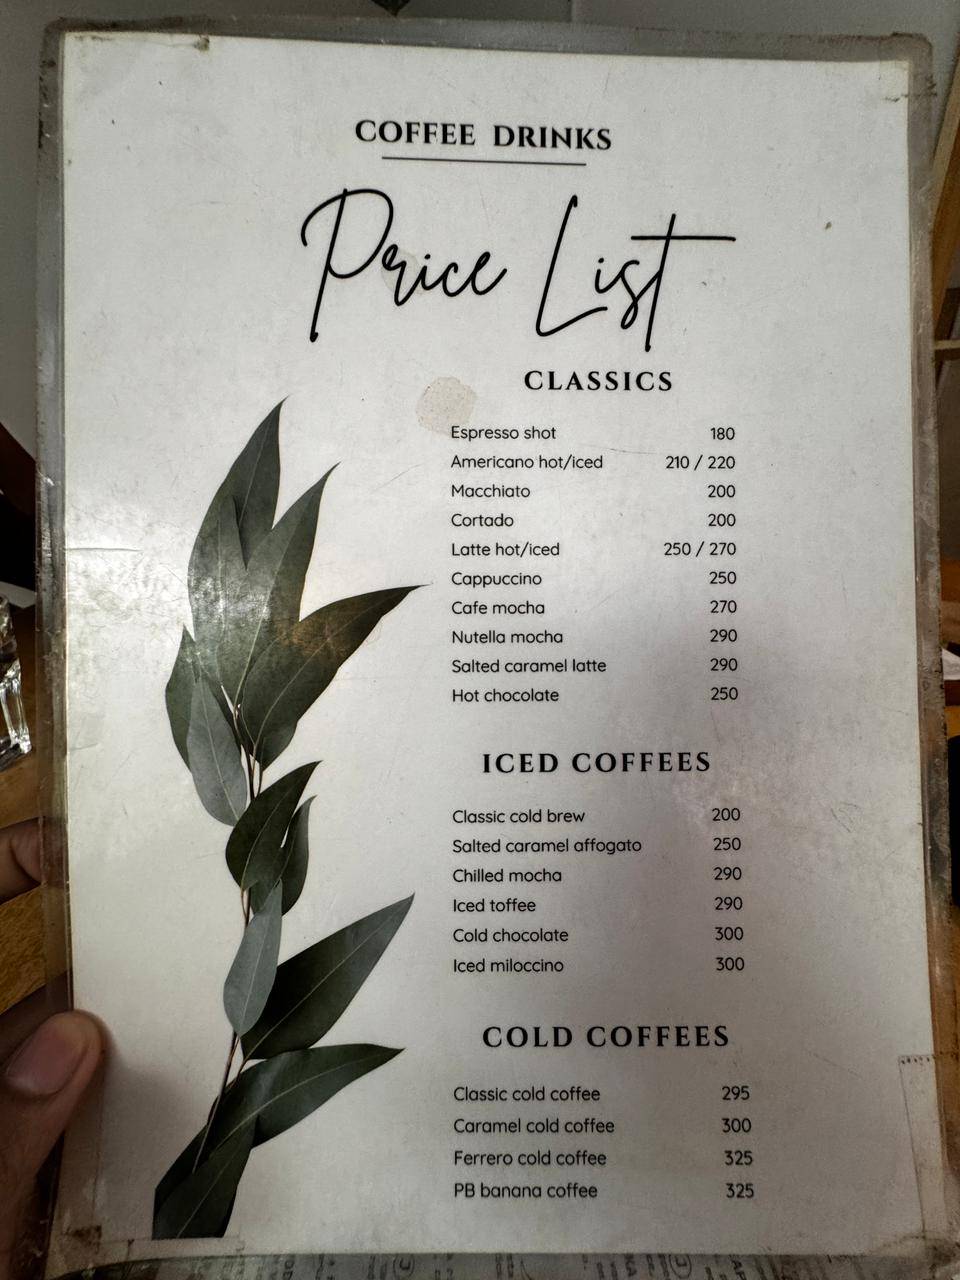 COFFEE DRINKS
Price List
CLASSICS
Espresso shot 180
Americano hot/iced 210 / 220
Macchiato 200
Cortado 200
Latte hot/iced 250 / 270
Cappuccino 250
Cafe mocha 270
Nutella mocha 290
Salted caramel latte 290
Hot chocolate 250
ICED COFFEES
Classic cold brew 200
Salted caramel affogato 250
Chilled mocha 290
Iced toffee 290
Cold chocolate 300
Iced miloccino 300
COLD COFFEES
Classic cold coffee 295
Caramel cold coffee 300
Ferrero cold coffee 325
PB banana coffee 325